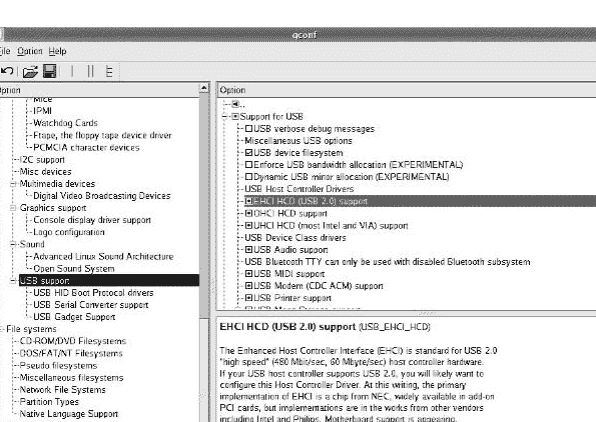 qconf
File Option Help
Option
Mice
IPMI
Watchdog Cards
Ftape, the floppy tape device driver
PCMCIA character devices
I2C support
Misc devices
Multimedia devices
Digital Video Broadcasting Devices
Graphics support
Console display driver support
Logo configuration
Sound
Advanced Linux Sound Architecture
Open Sound System
USB support
USB HID Boot Protocol drivers
USB Serial Converter support
USB Gadget Support
File systems
CD-ROM/DVD Filesystems
DOS/FAT/NT Filesystems
Pseudo filesystems
Miscellaneous filesystems
Network File Systems
Partition Types
Native Language Support
Option
..
Support for USB
USB verbose debug messages
Miscellaneous USB options
USB device filesystem
Enforce USB bandwidth allocation (EXPERIMENTAL)
Dynamic USB minor allocation (EXPERIMENTAL)
USB Host Controller Drivers
EHCI HCD (USB 2.0) support
OHCI HCD support
UHCI HCD (most Intel and VIA) support
USB Device Class drivers
USB Audio support
USB Bluetooth TTY can only be used with disabled Bluetooth subsystem
USB MIDI support
USB Modem (CDC ACM) support
USB Printer support
EHCI HCD (USB 2.0) support (USB_EHCI_HCD)
The Enhanced Host Controller Interface (EHCI) is standard for USB 2.0
"high speed" (480 Mbit/sec, 60 Mbyte/sec) host controller hardware.
If your USB host controller supports USB 2.0, you will likely want to
configure this Host Controller Driver. At this writing, the primary
implementation of EHCI is a chip from NEC, widely available in add-on
PCI cards, but implementations are in the works from other vendors
including Intel and Philips. Motherboard support is appearing.